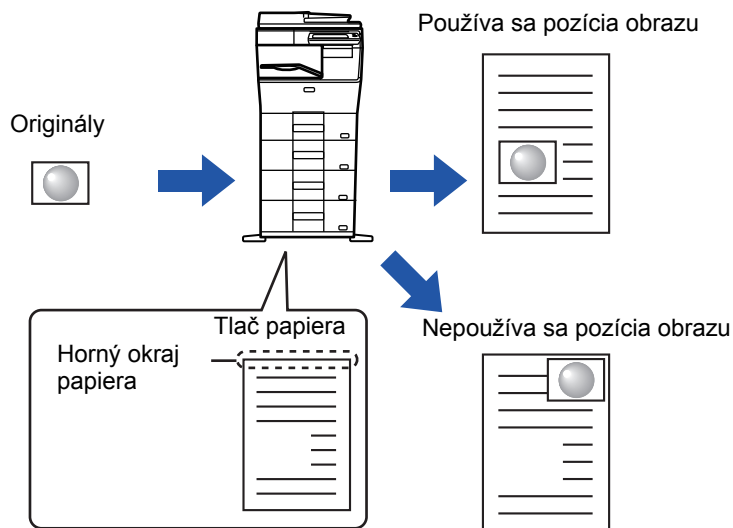 Používa sa pozícia obrazu
Originály
Tlač papiera
Horný okraj
papiera
Nepoužíva sa pozícia obrazu